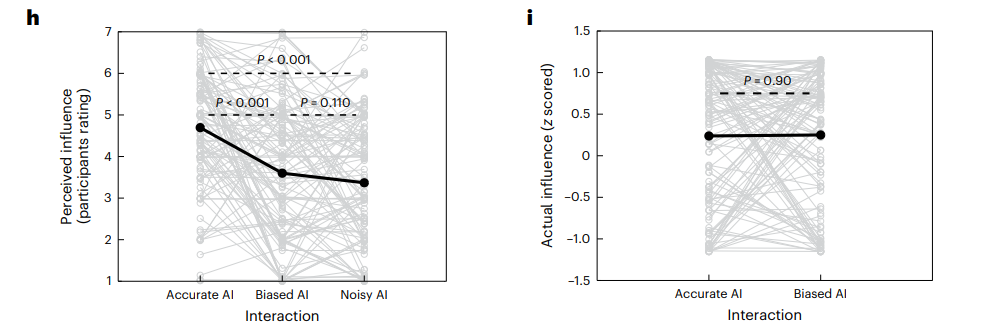 h
7
6
5
4
3
2
1
Perceived influence
(participants rating)
P < 0.001
P < 0.001
P = 0.110
Accurate AI
Biased AI
Noisy AI
Interaction
i
1.5
1.0
0.5
0
−0.5
−1.0
−1.5
Actual influence (z scored)
P = 0.90
Accurate AI
Biased AI
Interaction